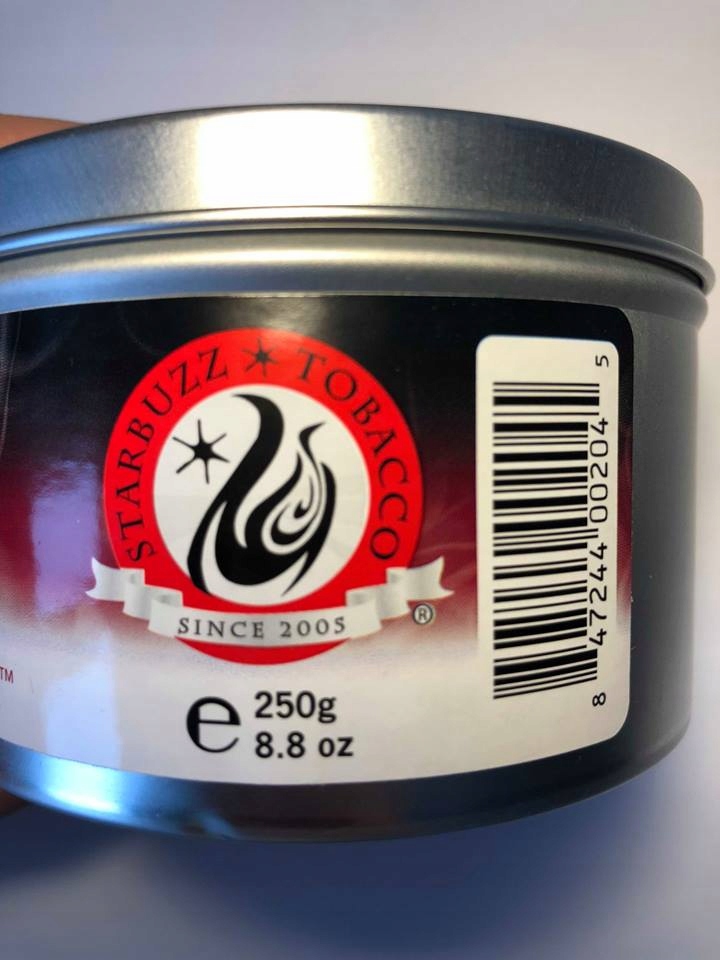 STARBUZZ TOBACCO
SINCE 2005
®
TM
e 250g
8.8 oz
8 47244 00204 5